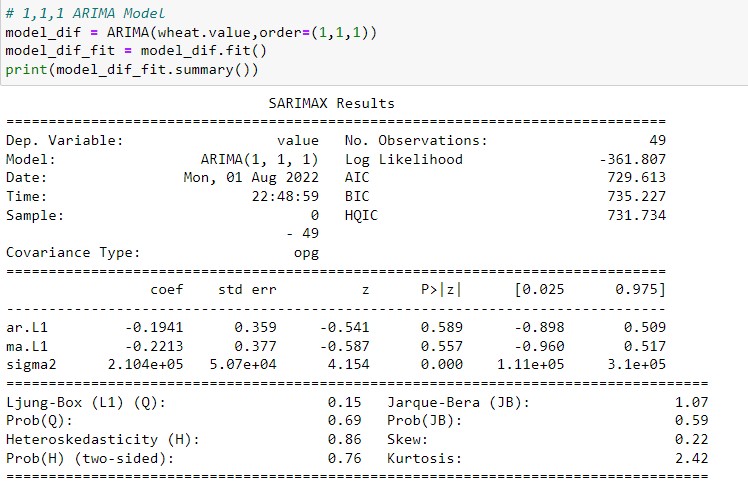 # 1,1,1 ARIMA Model
model_dif = ARIMA(wheat.value,order=(1,1,1))
model_dif_fit = model_dif.fit()
print(model_dif_fit.summary())
SARIMAX Results
==============================================================================
Dep. Variable: value No. Observations: 49
Model: ARIMA(1, 1, 1) Log Likelihood -361.807
Date: Mon, 01 Aug 2022 AIC 729.613
Time: 22:48:59 BIC 735.227
Sample: 0 HQIC 731.734
- 49
Covariance Type: opg
==============================================================================
coef std err z P>|z| [0.025 0.975]
------------------------------------------------------------------------------
ar.L1 -0.1941 0.359 -0.541 0.589 -0.898 0.509
ma.L1 -0.2213 0.377 -0.587 0.557 -0.960 0.517
sigma2 2.104e+05 5.07e+04 4.154 0.000 1.11e+05 3.1e+05
===================================================================================
Ljung-Box (L1) (Q): 0.15 Jarque-Bera (JB): 1.07
Prob(Q): 0.69 Prob(JB): 0.59
Heteroskedasticity (H): 0.86 Skew: 0.22
Prob(H) (two-sided): 0.76 Kurtosis: 2.42
===================================================================================